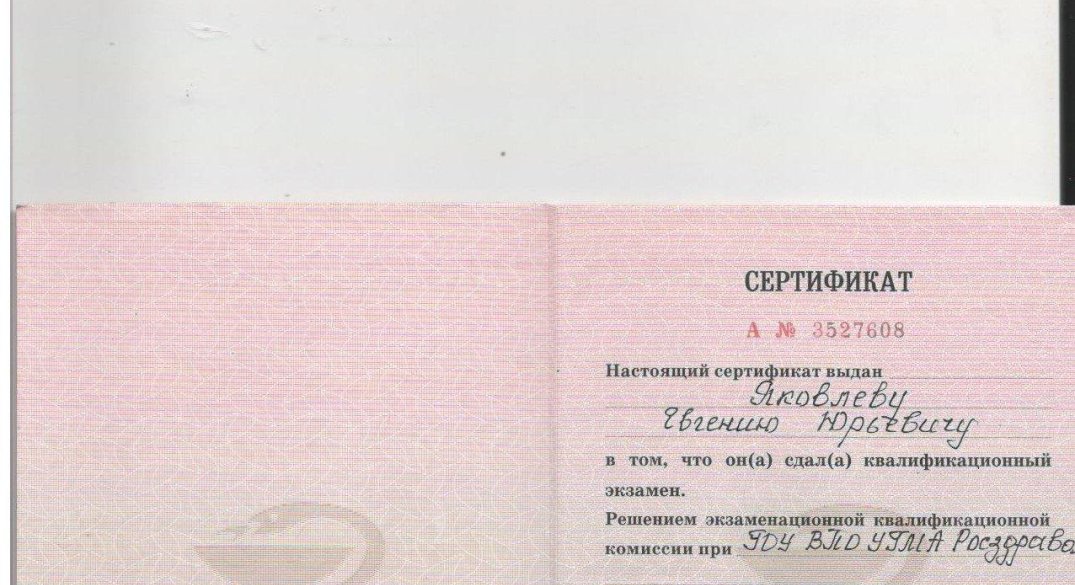 СЕРТИФИКАТ
А № 3527608
Настоящий сертификат выдан
Яковлеву
Евгению Юрьевичу
в том, что он(а) сдал(а) квалификационный
экзамен.
Решением экзаменационной квалификационной
комиссии при ГОУ ВПО УГМА Росздрава